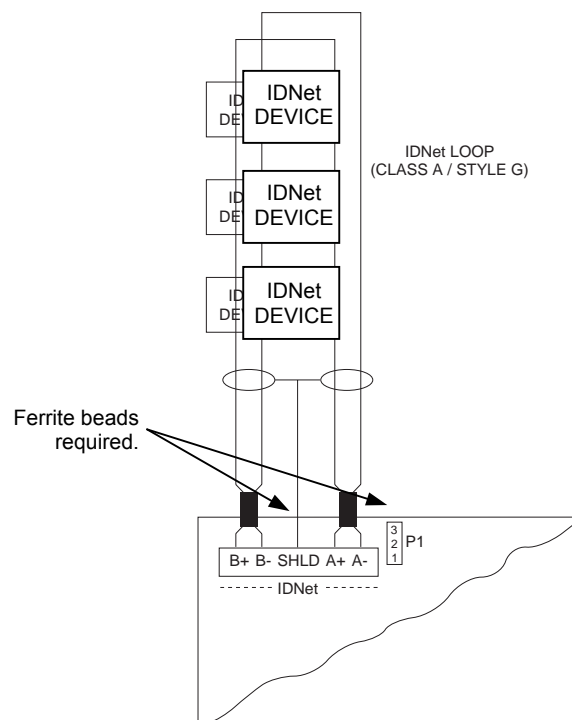 IDNet
DEVICE
ID
DE
IDNet LOOP
(CLASS A / STYLE G)
IDNet
DEVICE
ID
DE
IDNet
DEVICE
ID
DE
Ferrite beads
required.
3
2
1
P1
B+ B- SHLD A+ A-
IDNet